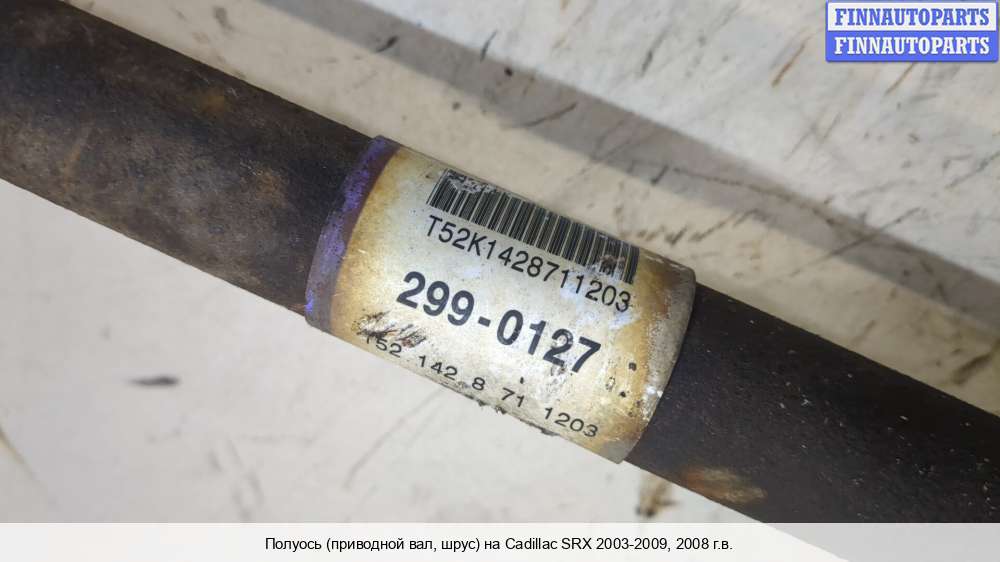 FINNAUTOPARTS
FINNAUTOPARTS
T52K1428711203
299-0127
T52 142 8 71 1203
Полуось (приводной вал, шрус) на Cadillac SRX 2003-2009, 2008 г.в.